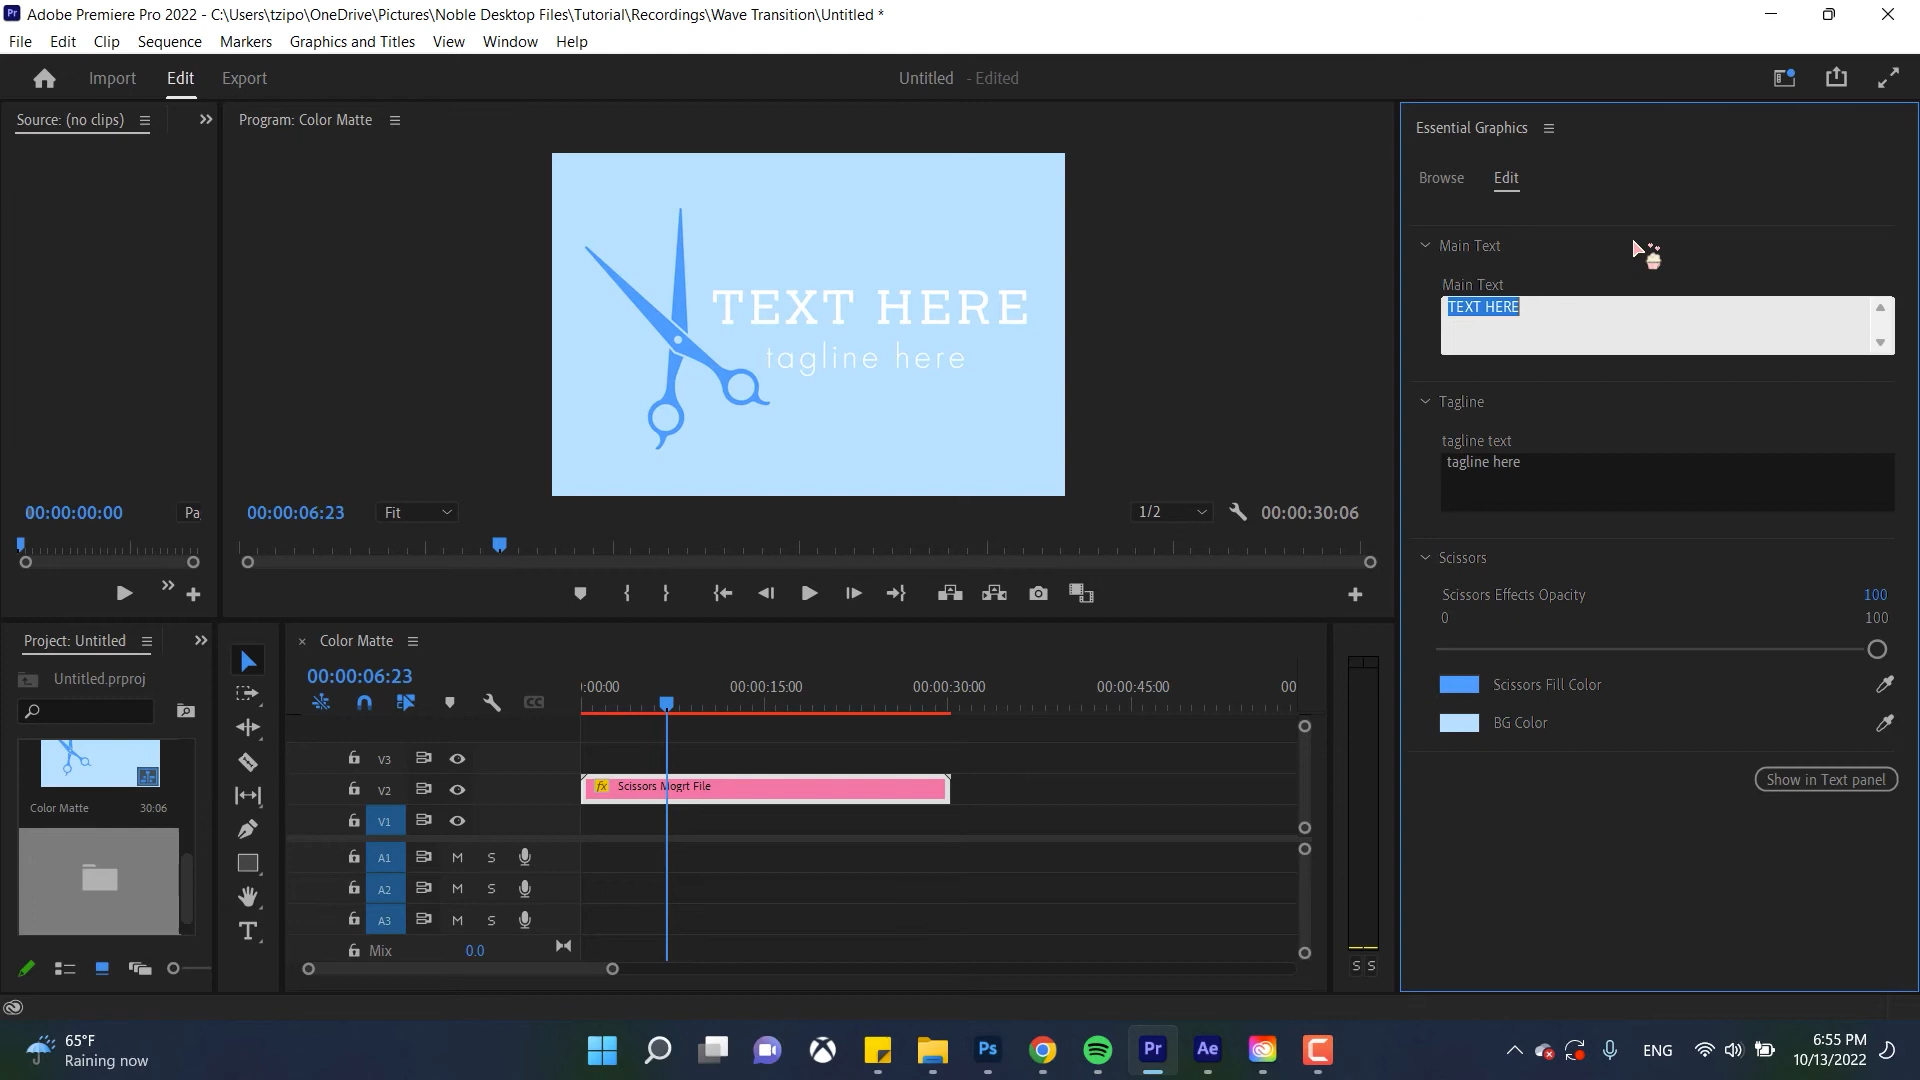 Adobe Premiere Pro 2022 - C:\Users\tzipo\OneDrive\Pictures\Noble Desktop Files\Tutorial\Recordings\Wave Transition\Untitled *
File Edit Clip Sequence Markers Graphics and Titles View Window Help
Import Edit Export
Untitled - Edited
Source: (no clips)
Program: Color Matte
TEXT HERE
tagline here
00:00:00:00 Pa
00:00:06:23 Fit 1/2 00:00:30:06
Essential Graphics
Browse Edit
Main Text
Main Text
TEXT HERE
Tagline
tagline text
tagline here
Scissors
Scissors Effects Opacity 100
0 100
Scissors Fill Color
BG Color
Show in Text panel
Project: Untitled
Untitled.prproj
Color Matte 30:06
Color Matte
00:00:06:23
:00:00 00:00:15:00 00:00:30:00 00:00:45:00 00
V3
V2 fx Scissors Mogrt File
V1
A1 M S
A2 M S
A3 M S
Mix 0.0
S S
65°F
Raining now
Ps Pr Ae
ENG
6:55 PM
10/13/2022